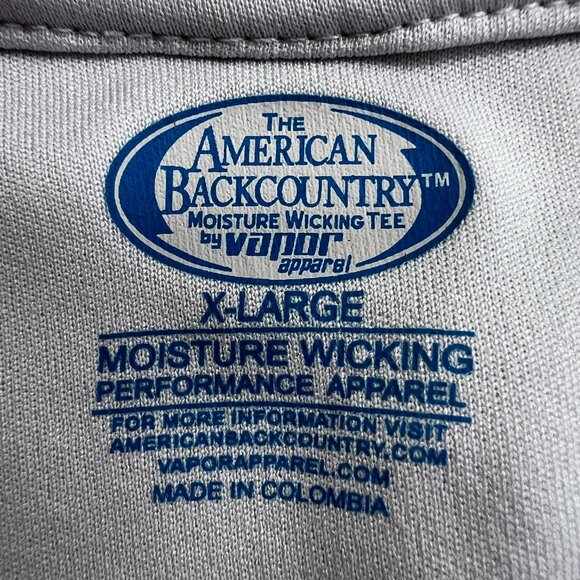 THE
AMERICAN
BACKCOUNTRY™
MOISTURE WICKING TEE
by vapor
apparel
X-LARGE
MOISTURE WICKING
PERFORMANCE APPAREL
FOR MORE INFORMATION VISIT
AMERICANBACKCOUNTRY.COM
VAPORAPPAREL.COM
MADE IN COLOMBIA